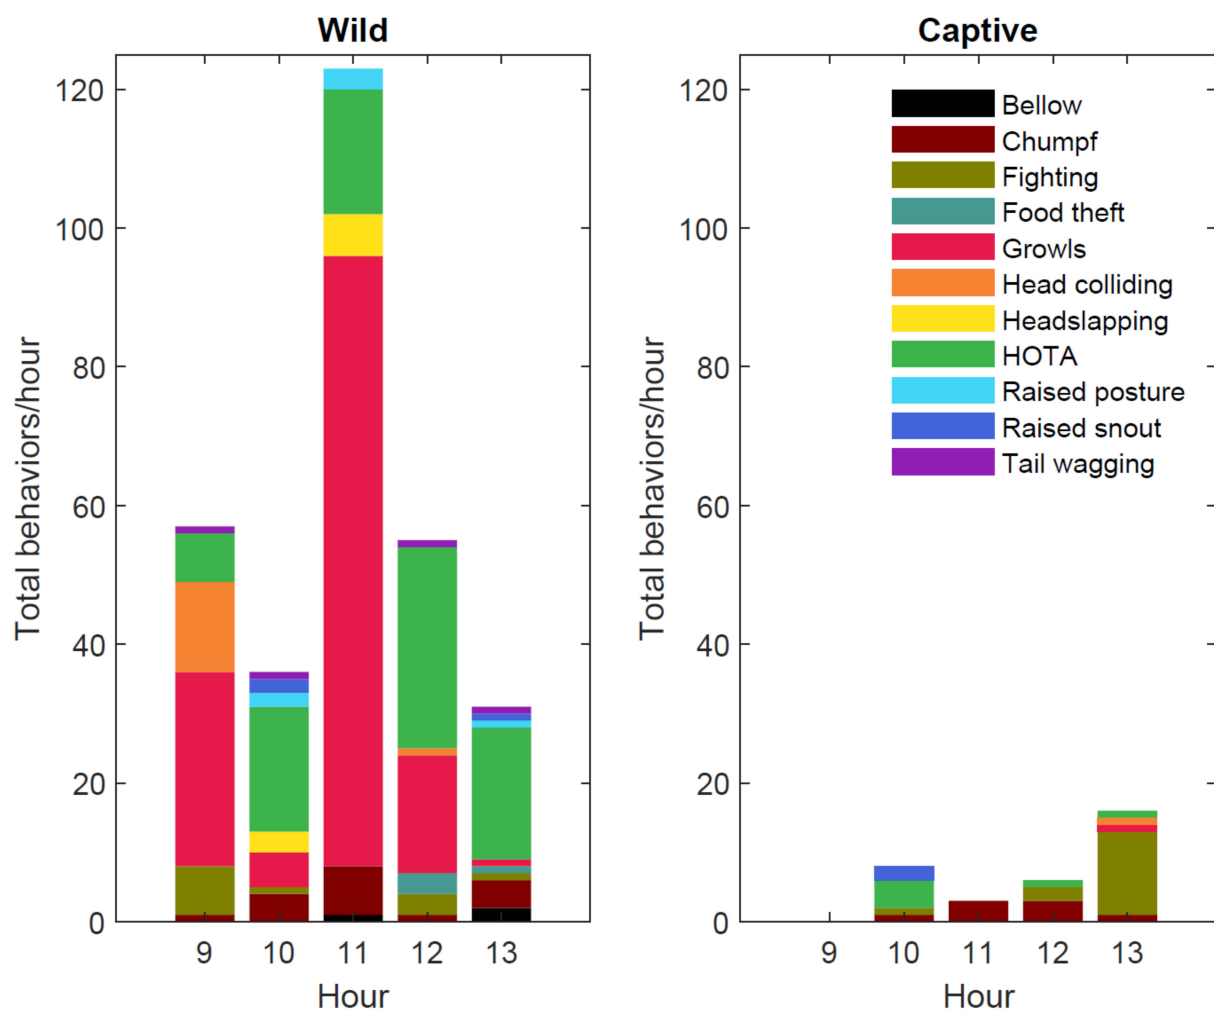 Wild
Total behaviors/hour
120
100
80
60
40
20
0
9 10 11 12 13
Hour
Captive
Total behaviors/hour
120
100
80
60
40
20
0
Bellow
Chumpf
Fighting
Food theft
Growls
Head colliding
Headslapping
HOTA
Raised posture
Raised snout
Tail wagging
9 10 11 12 13
Hour